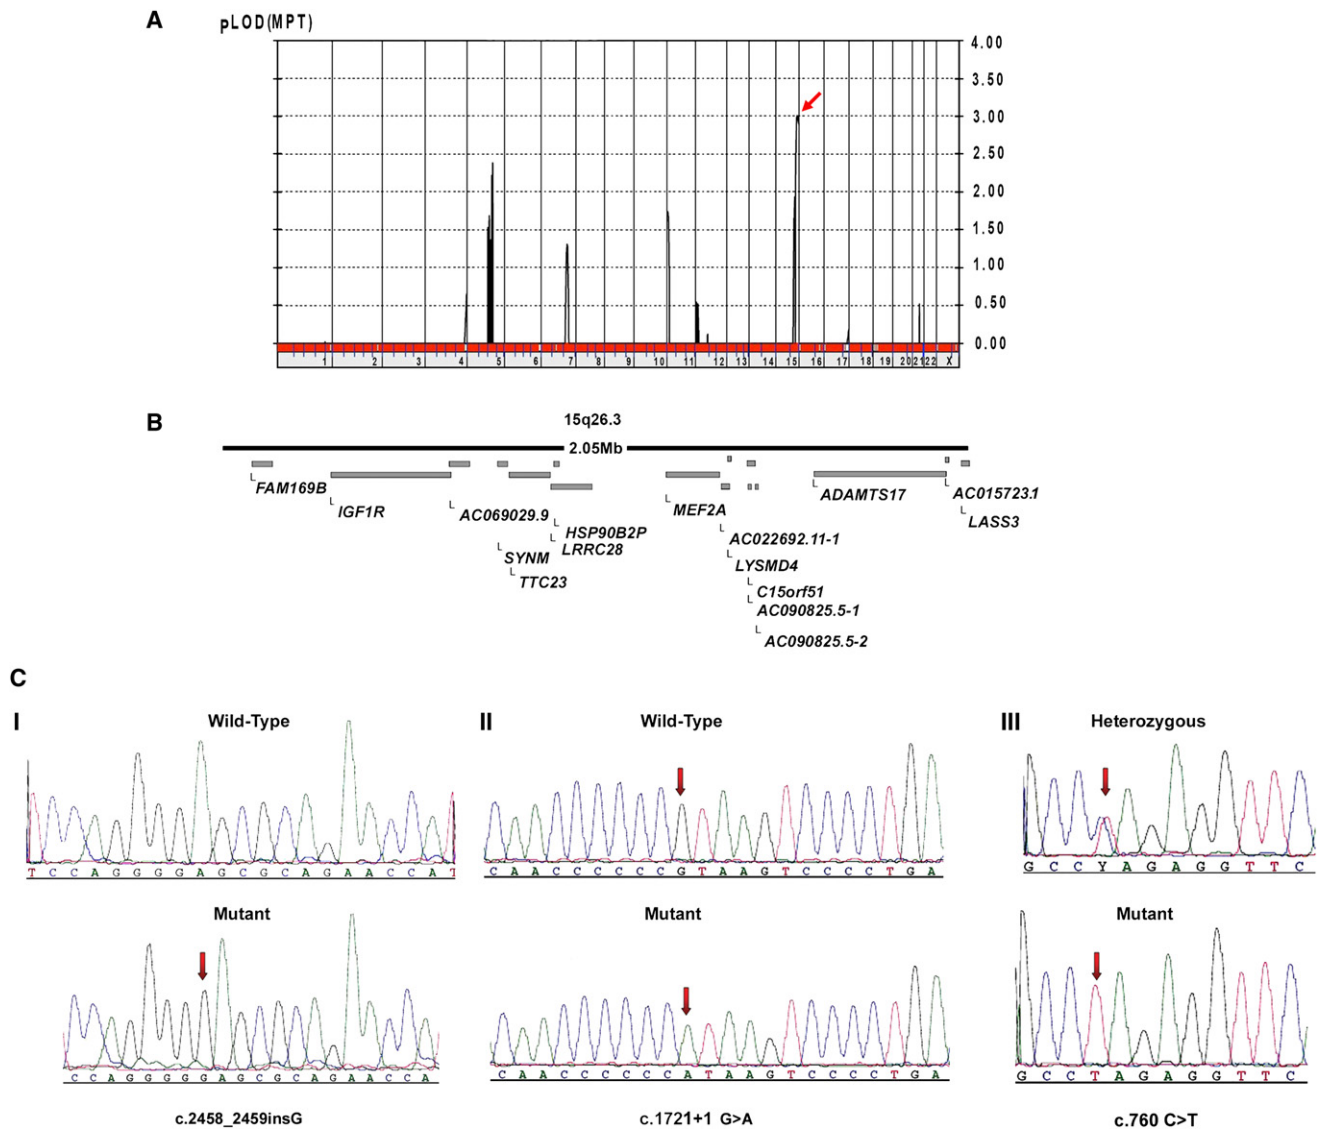 A
pLOD(MPT)
4.00
3.50
3.00
2.50
2.00
1.50
1.00
0.50
0.00
1 2 3 4 5 6 7 8 9 10 11 12 13 14 15 16 17 18 19 20 21 22 X
B
15q26.3
2.05Mb
FAM169B
IGF1R
AC069029.9
SYNM
TTC23
HSP90B2P
LRRC28
MEF2A
AC022692.11-1
LYSMD4
C15orf51
AC090825.5-1
AC090825.5-2
ADAMTS17
AC015723.1
LASS3
C
I
Wild-Type
T C C A G G G G A G C G C A G A A C C A T
Mutant
C C A G G G G G A G C G C A G A A C C A
c.2458_2459insG
II
Wild-Type
C A A C C C C C C G T A A G T C C C C T G A
Mutant
C A A C C C C C C A T A A G T C C C C T G A
c.1721+1 G>A
III
Heterozygous
G C C Y A G A G G T T C
Mutant
G C C T A G A G G T T C
c.760 C>T